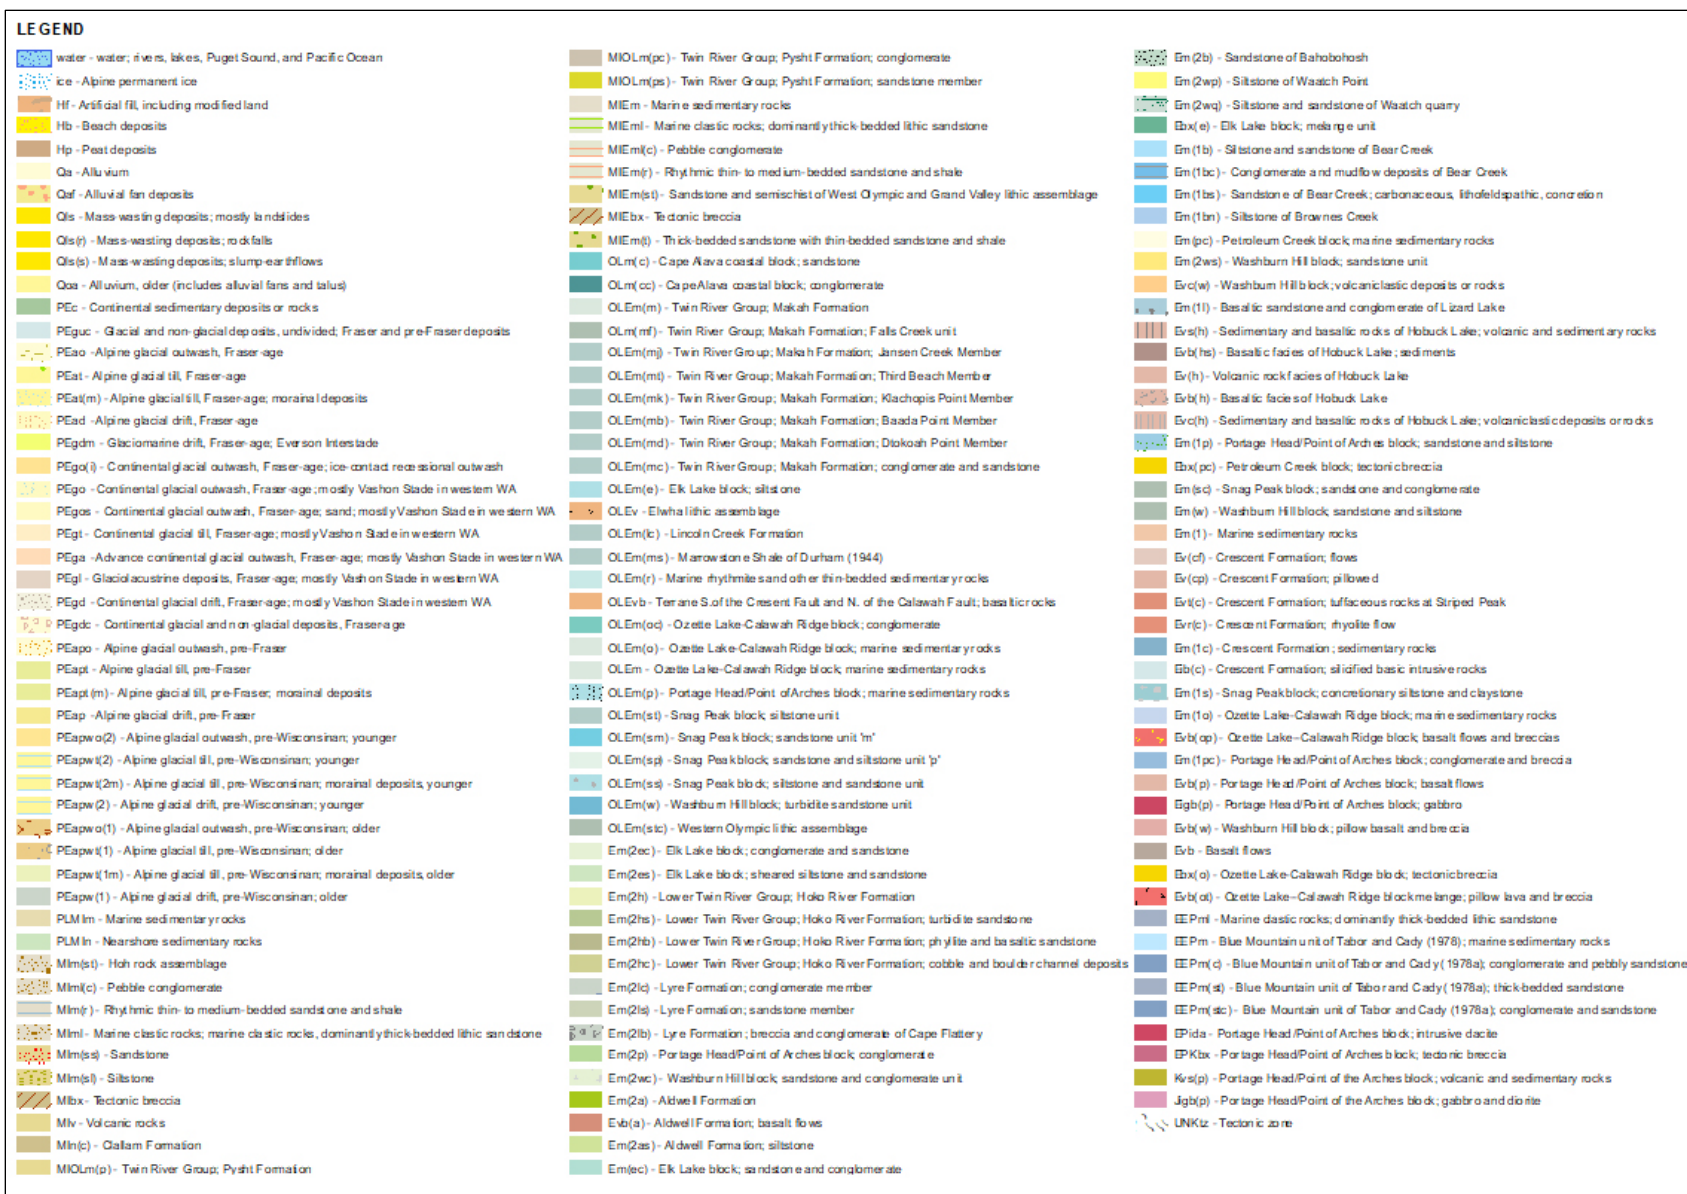 LEGEND
water - water; rivers, lakes, Puget Sound, and Pacific Ocean
ice - Alpine permanent ice
Hf - Artificial fill, including modified land
Hb - Beach deposits
Hp - Peat deposits
Qa - Alluvium
Qaf - Alluvial fan deposits
Qls - Mass-wasting deposits; mostly landslides
Qls(r) - Mass-wasting deposits; rockfalls
Qls(s) - Mass-wasting deposits; slump-earthflows
Qoa - Alluvium, older (includes alluvial fans and talus)
PEc - Continental sedimentary deposits or rocks
PEguc - Glacial and non-glacial deposits, undivided; Fraser and pre-Fraser deposits
PEao - Alpine glacial outwash, Fraser-age
PEat - Alpine glacial till, Fraser-age
PEat(m) - Alpine glacial till, Fraser-age; morainal deposits
PEad - Alpine glacial drift, Fraser-age
PEgdm - Glaciomarine drift, Fraser-age; Everson Interstade
PEgo(i) - Continental glacial outwash, Fraser-age; ice-contact recessional outwash
PEgo - Continental glacial outwash, Fraser-age; mostly Vashon Stade in western WA
PEgos - Continental glacial outwash, Fraser-age; sand; mostly Vashon Stade in western WA
PEgt - Continental glacial till, Fraser-age; mostly Vashon Stade in western WA
PEga - Advance continental glacial outwash, Fraser-age; mostly Vashon Stade in western WA
PEgl - Glaciolacustrine deposits, Fraser-age; mostly Vashon Stade in western WA
PEgd - Continental glacial drift, Fraser-age; mostly Vashon Stade in western WA
PEgdc - Continental glacial and non-glacial deposits, Fraser-age
PEapo - Alpine glacial outwash, pre-Fraser
PEapt - Alpine glacial till, pre-Fraser
PEapt(m) - Alpine glacial till, pre-Fraser; morainal deposits
PEap -Alpine glacial drift, pre-Fraser
PEapwo(2) - Alpine glacial outwash, pre-Wisconsinan; younger
PEapwt(2) - Alpine glacial till, pre-Wisconsinan; younger
PEapwt(2m) - Alpine glacial till, pre-Wisconsinan; morainal deposits, younger
PEapw(2) - Alpine glacial drift, pre-Wisconsinan; younger
PEapwo(1) - Alpine glacial outwash, pre-Wisconsinan; older
PEapwt(1) - Alpine glacial till, pre-Wisconsinan; older
PEapwt(1m) - Alpine glacial till, pre-Wisconsinan; morainal deposits, older
PEapw(1) - Alpine glacial drift, pre-Wisconsinan; older
PLMIm - Marine sedimentary rocks
PLMIn - Nearshore sedimentary rocks
MIm(st) - Hoh rock assemblage
MIml(c) - Pebble conglomerate
MIm(r) - Rhythmic thin- to medium-bedded sandstone and shale
MIml - Marine clastic rocks; marine clastic rocks, dominantly thick-bedded lithic sandstone
MIm(ss) - Sandstone
MIm(sl) - Siltstone
MIbx - Tectonic breccia
MIv - Volcanic rocks
MIn(c) - Clallam Formation
MIOLm(p) - Twin River Group; Pysht Formation
MIOLm(pc) - Twin River Group; Pysht Formation; conglomerate
MIOLm(ps) - Twin River Group; Pysht Formation; sandstone member
MIEm - Marine sedimentary rocks
MIEml - Marine clastic rocks; dominantly thick-bedded lithic sandstone
MIEml(c) - Pebble conglomerate
MIEm(r) - Rhythmic thin- to medium-bedded sandstone and shale
MIEm(st) - Sandstone and semischist of West Olympic and Grand Valley lithic assemblage
MIEbx - Tectonic breccia
MIEm(t) - Thick-bedded sandstone with thin-bedded sandstone and shale
OLm(c) - Cape Alava coastal block; sandstone
OLm(cc) - Cape Alava coastal block; conglomerate
OLEm(m) - Twin River Group; Makah Formation
OLm(mf) - Twin River Group; Makah Formation; Falls Creek unit
OLEm(mj) - Twin River Group; Makah Formation; Jansen Creek Member
OLEm(mt) - Twin River Group; Makah Formation; Third Beach Member
OLEm(mk) - Twin River Group; Makah Formation; Klachopis Point Member
OLEm(mb) - Twin River Group; Makah Formation; Baada Point Member
OLEm(md) - Twin River Group; Makah Formation; Dtokoah Point Member
OLEm(mc) - Twin River Group; Makah Formation; conglomerate and sandstone
OLEm(e) - Elk Lake block; siltstone
OLEv - Elwha lithic assemblage
OLEm(lc) - Lincoln Creek Formation
OLEm(ms) - Marrowstone Shale of Durham (1944)
OLEm(r) - Marine rhythmites and other thin-bedded sedimentary rocks
OLEvb - Terrane S. of the Cresent Fault and N. of the Calawah Fault; basaltic rocks
OLEm(oc) - Ozette Lake-Calawah Ridge block; conglomerate
OLEm(o) - Ozette Lake-Calawah Ridge block; marine sedimentary rocks
OLEm - Ozette Lake-Calawah Ridge block; marine sedimentary rocks
OLEm(p) - Portage Head/Point of Arches block; marine sedimentary rocks
OLEm(st) - Snag Peak block; siltstone unit
OLEm(sm) - Snag Peak block; sandstone unit 'm'
OLEm(sp) - Snag Peak block; sandstone and siltstone unit 'p'
OLEm(ss) - Snag Peak block; siltstone and sandstone unit
OLEm(w) - Washburn Hill block; turbidite sandstone unit
OLEm(stc) - Western Olympic lithic assemblage
Em(2ec) - Elk Lake block; conglomerate and sandstone
Em(2es) - Elk Lake block; sheared siltstone and sandstone
Em(2h) - Lower Twin River Group; Hoko River Formation
Em(2hs) - Lower Twin River Group; Hoko River Formation; turbidite sandstone
Em(2hb) - Lower Twin River Group; Hoko River Formation; phyllite and basaltic sandstone
Em(2hc) - Lower Twin River Group; Hoko River Formation; cobble and boulder channel deposits
Em(2lc) - Lyre Formation; conglomerate member
Em(2ls) - Lyre Formation; sandstone member
Em(2lb) - Lyre Formation; breccia and conglomerate of Cape Flattery
Em(2p) - Portage Head/Point of Arches block; conglomerate
Em(2wc) - Washburn Hill block; sandstone and conglomerate unit
Em(2a) - Aldwell Formation
Evb(a) - Aldwell Formation; basalt flows
Em(2as) - Aldwell Formation; siltstone
Em(ec) - Elk Lake block; sandstone and conglomerate
Em(2b) - Sandstone of Bahobohosh
Em(2wp) - Siltstone of Waatch Point
Em(2wq) - Siltstone and sandstone of Waatch quarry
Ebx(e) - Elk Lake block; melange unit
Em(1b) - Siltstone and sandstone of Bear Creek
Em(1bc) - Conglomerate and mudflow deposits of Bear Creek
Em(1bs) - Sandstone of Bear Creek; carbonaceous, lithofeldspathic, concretion
Em(1bn) - Siltstone of Brownes Creek
Em(pc) - Petroleum Creek block; marine sedimentary rocks
Em(2ws) - Washburn Hill block; sandstone unit
Evc(w) - Washburn Hill block; volcaniclastic deposits or rocks
Em(1l) - Basaltic sandstone and conglomerate of Lizard Lake
Evs(h) - Sedimentary and basaltic rocks of Hobuck Lake; volcanic and sedimentary rocks
Evb(hs) - Basaltic facies of Hobuck Lake; sediments
Ev(h) - Volcanic rock facies of Hobuck Lake
Evb(h) - Basaltic facies of Hobuck Lake
Evc(h) - Sedimentary and basaltic rocks of Hobuck Lake; volcaniclastic deposits or rocks
Em(1p) - Portage Head/Point of Arches block; sandstone and siltstone
Ebx(pc) - Petroleum Creek block; tectonic breccia
Em(sc) - Snag Peak block; sandstone and conglomerate
Em(w) - Washburn Hill block; sandstone and siltstone
Em(1) - Marine sedimentary rocks
Ev(cf) - Crescent Formation; flows
Ev(cp) - Crescent Formation; pillowed
Evt(c) - Crescent Formation; tuffaceous rocks at Striped Peak
Evr(c) - Crescent Formation; rhyolite flow
Em(1c) - Crescent Formation; sedimentary rocks
Eib(c) - Crescent Formation; silicified basic intrusive rocks
Em(1s) - Snag Peak block; concretionary siltstone and claystone
Em(1o) - Ozette Lake-Calawah Ridge block; marine sedimentary rocks
Evb(op) - Ozette Lake-Calawah Ridge block; basalt flows and breccias
Em(1pc) - Portage Head/Point of Arches block; conglomerate and breccia
Evb(p) - Portage Head/Point of Arches block; basalt flows
Eigb(p) - Portage Head/Point of Arches block; gabbro
Evb(w) - Washburn Hill block; pillow basalt and breccia
Evb - Basalt flows
Ebx(o) - Ozette Lake-Calawah Ridge block; tectonic breccia
Evb(ot) - Ozette Lake-Calawah Ridge block melange; pillow lava and breccia
EEPml - Marine clastic rocks; dominantly thick-bedded lithic sandstone
EEPm - Blue Mountain unit of Tabor and Cady (1978); marine sedimentary rocks
EEPm(c) - Blue Mountain unit of Tabor and Cady (1978a); conglomerate and pebbly sandstone
EEPm(st) - Blue Mountain unit of Tabor and Cady (1978a); thick-bedded sandstone
EEPm(stc) - Blue Mountain unit of Tabor and Cady (1978a); conglomerate and sandstone
EPida - Portage Head/Point of Arches block; intrusive dacite
EPKbx - Portage Head/Point of Arches block; tectonic breccia
Kvs(p) - Portage Head/Point of the Arches block; volcanic and sedimentary rocks
Jigb(p) - Portage Head/Point of the Arches block; gabbro and diorite
UNKtz - Tectonic zone